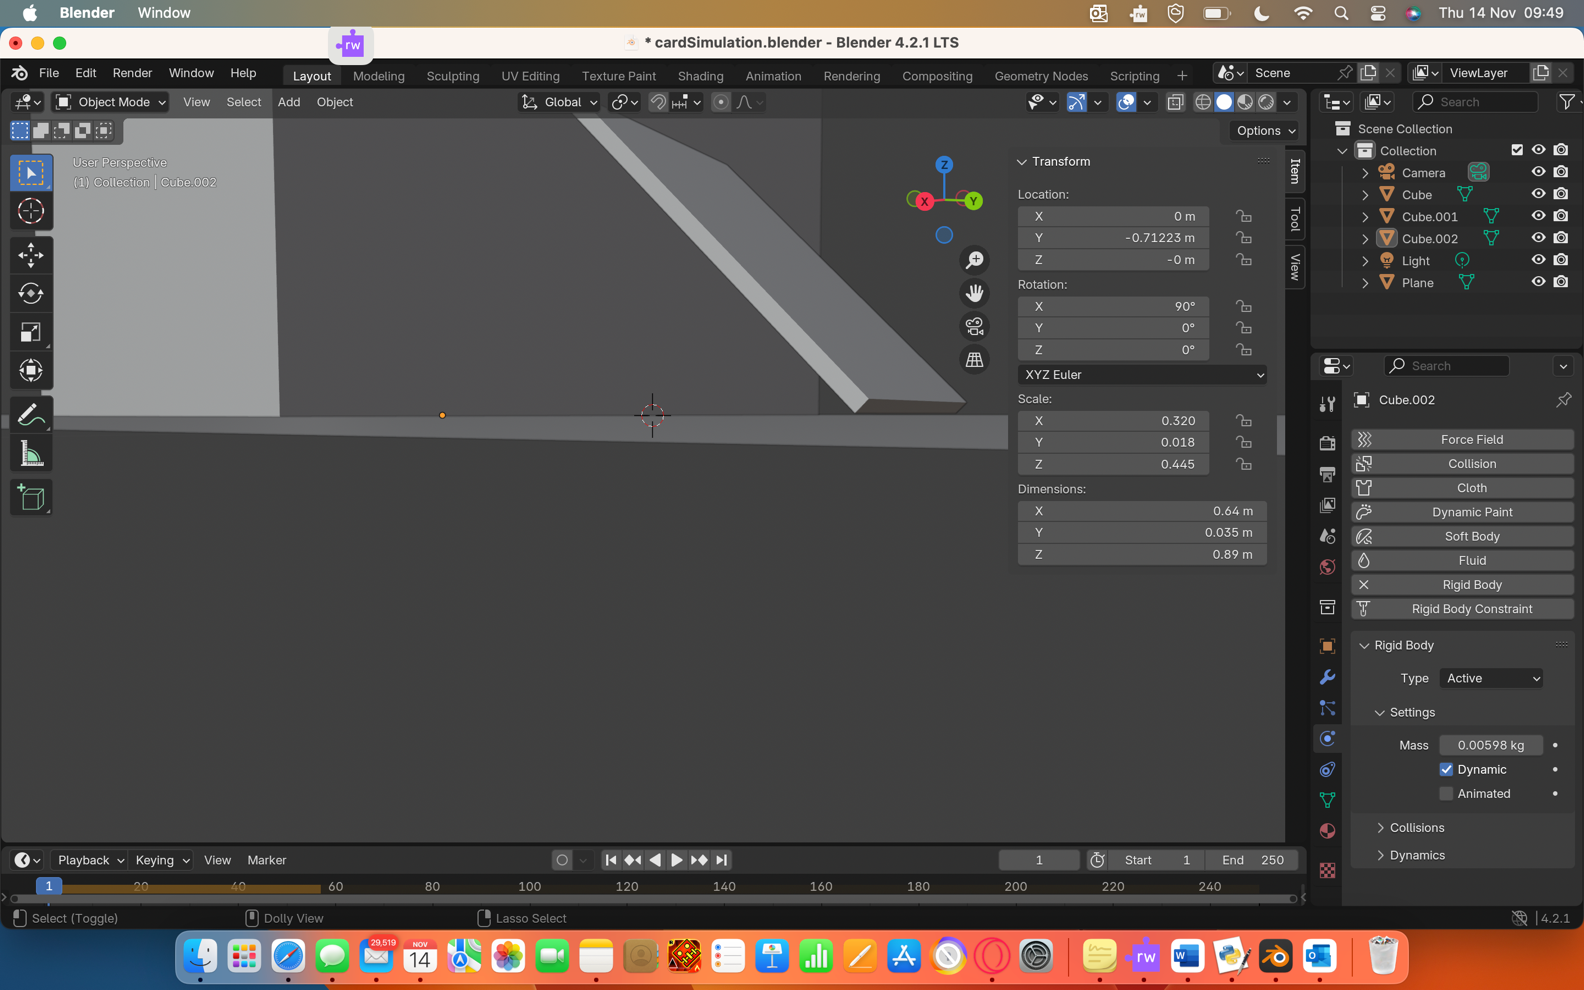 Blender Window
Thu 14 Nov 09:49
rw
* cardSimulation.blender - Blender 4.2.1 LTS
File Edit Render Window Help
Layout Modeling Sculpting UV Editing Texture Paint Shading Animation Rendering Compositing Geometry Nodes Scripting
Scene ViewLayer
Object Mode View Select Add Object
Global
Search
Options
User Perspective
(1) Collection | Cube.002
Z
X
Y
Item
Tool
View
Transform
Location:
X 0 m
Y -0.71223 m
Z -0 m
Rotation:
X 90°
Y 0°
Z 0°
XYZ Euler
Scale:
X 0.320
Y 0.018
Z 0.445
Dimensions:
X 0.64 m
Y 0.035 m
Z 0.89 m
Scene Collection
Collection
Camera
Cube
Cube.001
Cube.002
Light
Plane
Search
Cube.002
Force Field
Collision
Cloth
Dynamic Paint
Soft Body
Fluid
Rigid Body
Rigid Body Constraint
Rigid Body
Type Active
Settings
Mass 0.00598 kg
Dynamic
Animated
Collisions
Dynamics
Playback Keying View Marker
1 Start 1 End 250
1 20 40 60 80 100 120 140 160 180 200 220 240
Select (Toggle) Dolly View Lasso Select
4.2.1
29,519
NOV
14
rw